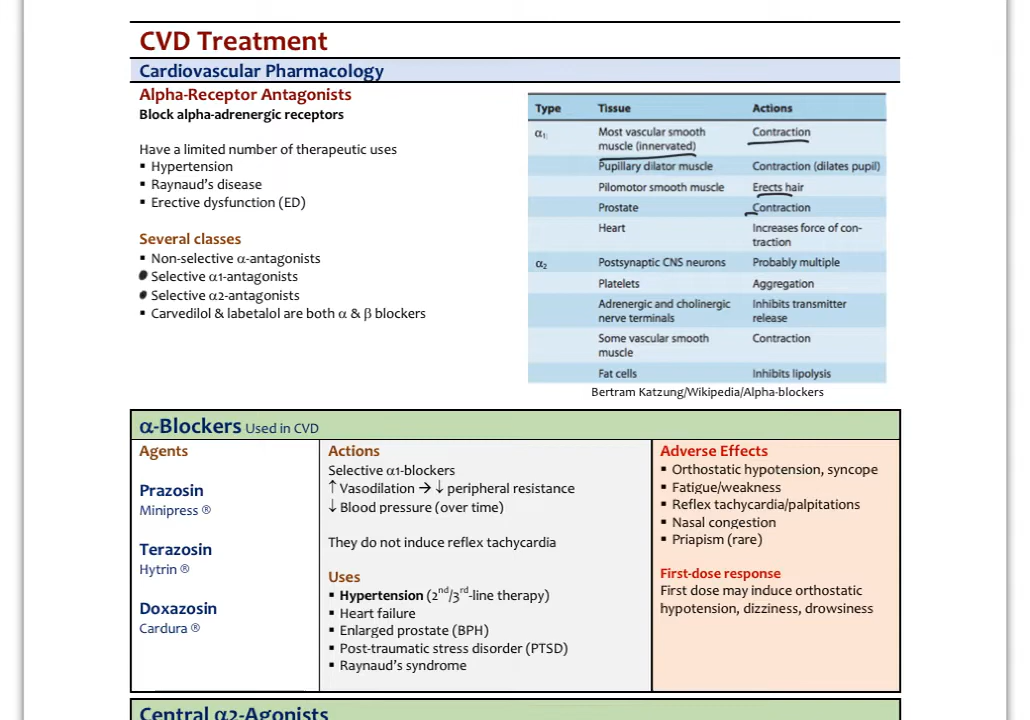 CVD Treatment
Cardiovascular Pharmacology
Alpha-Receptor Antagonists
Block alpha-adrenergic receptors
Have a limited number of therapeutic uses
▪ Hypertension
▪ Raynaud's disease
▪ Erective dysfunction (ED)
Several classes
▪ Non-selective α-antagonists
▪ Selective α1-antagonists
▪ Selective α2-antagonists
▪ Carvedilol & labetalol are both α & β blockers
Type Tissue Actions
α₁ Most vascular smooth muscle (innervated) Contraction
Pupillary dilator muscle Contraction (dilates pupil)
Pilomotor smooth muscle Erects hair
Prostate Contraction
Heart Increases force of con-
traction
α₂ Postsynaptic CNS neurons Probably multiple
Platelets Aggregation
Adrenergic and cholinergic Inhibits transmitter
nerve terminals release
Some vascular smooth Contraction
muscle
Fat cells Inhibits lipolysis
Bertram Katzung/Wikipedia/Alpha-blockers
α-Blockers Used in CVD
Agents
Prazosin
Minipress ®
Terazosin
Hytrin ®
Doxazosin
Cardura ®
Actions
Selective α1-blockers
↑ Vasodilation → ↓ peripheral resistance
↓ Blood pressure (over time)
They do not induce reflex tachycardia
Uses
▪ Hypertension (2nd/3rd-line therapy)
▪ Heart failure
▪ Enlarged prostate (BPH)
▪ Post-traumatic stress disorder (PTSD)
▪ Raynaud's syndrome
Adverse Effects
▪ Orthostatic hypotension, syncope
▪ Fatigue/weakness
▪ Reflex tachycardia/palpitations
▪ Nasal congestion
▪ Priapism (rare)
First-dose response
First dose may induce orthostatic
hypotension, dizziness, drowsiness
Central α2-Agonists